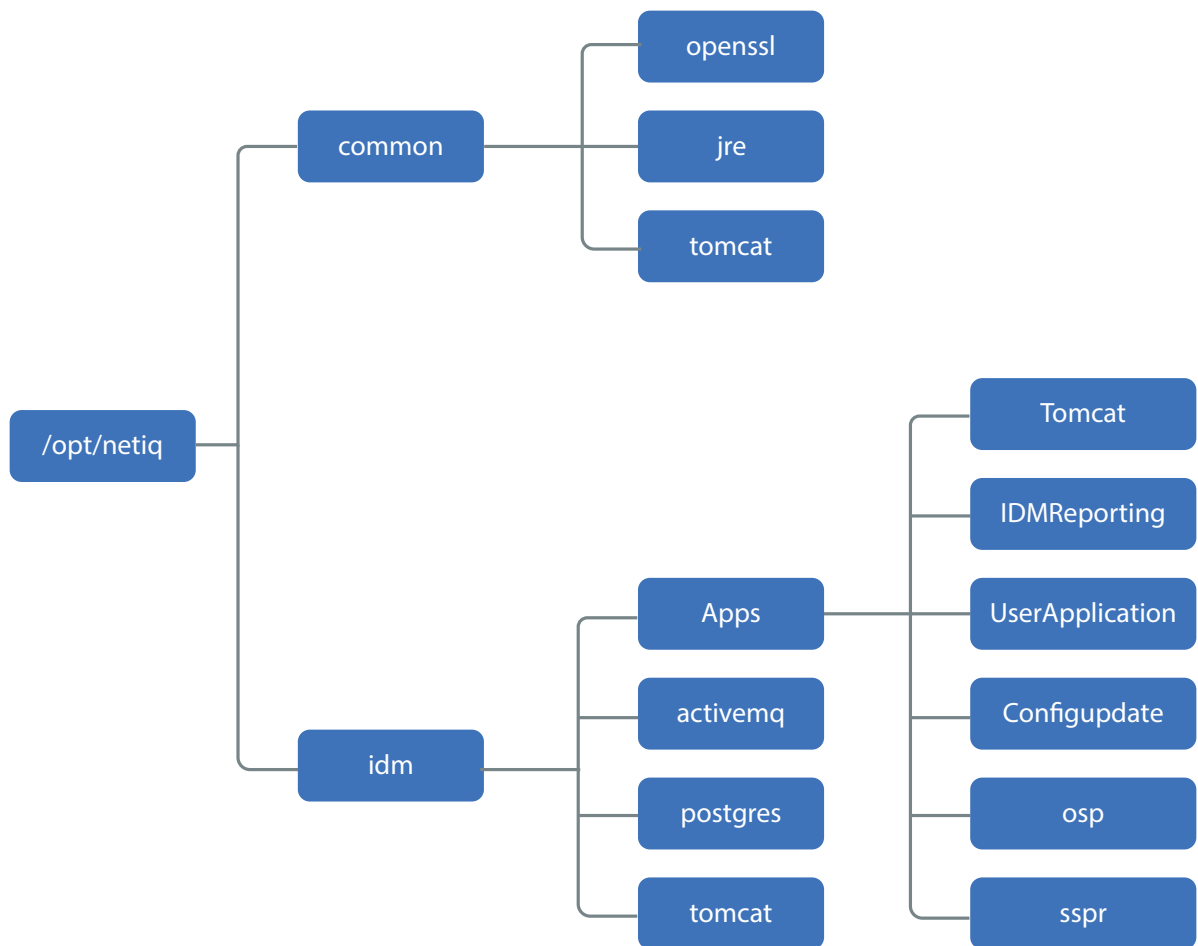 /opt/netiq
common
openssl
jre
tomcat
idm
Apps
activemq
postgres
tomcat
Tomcat
IDMReporting
UserApplication
Configupdate
osp
sspr